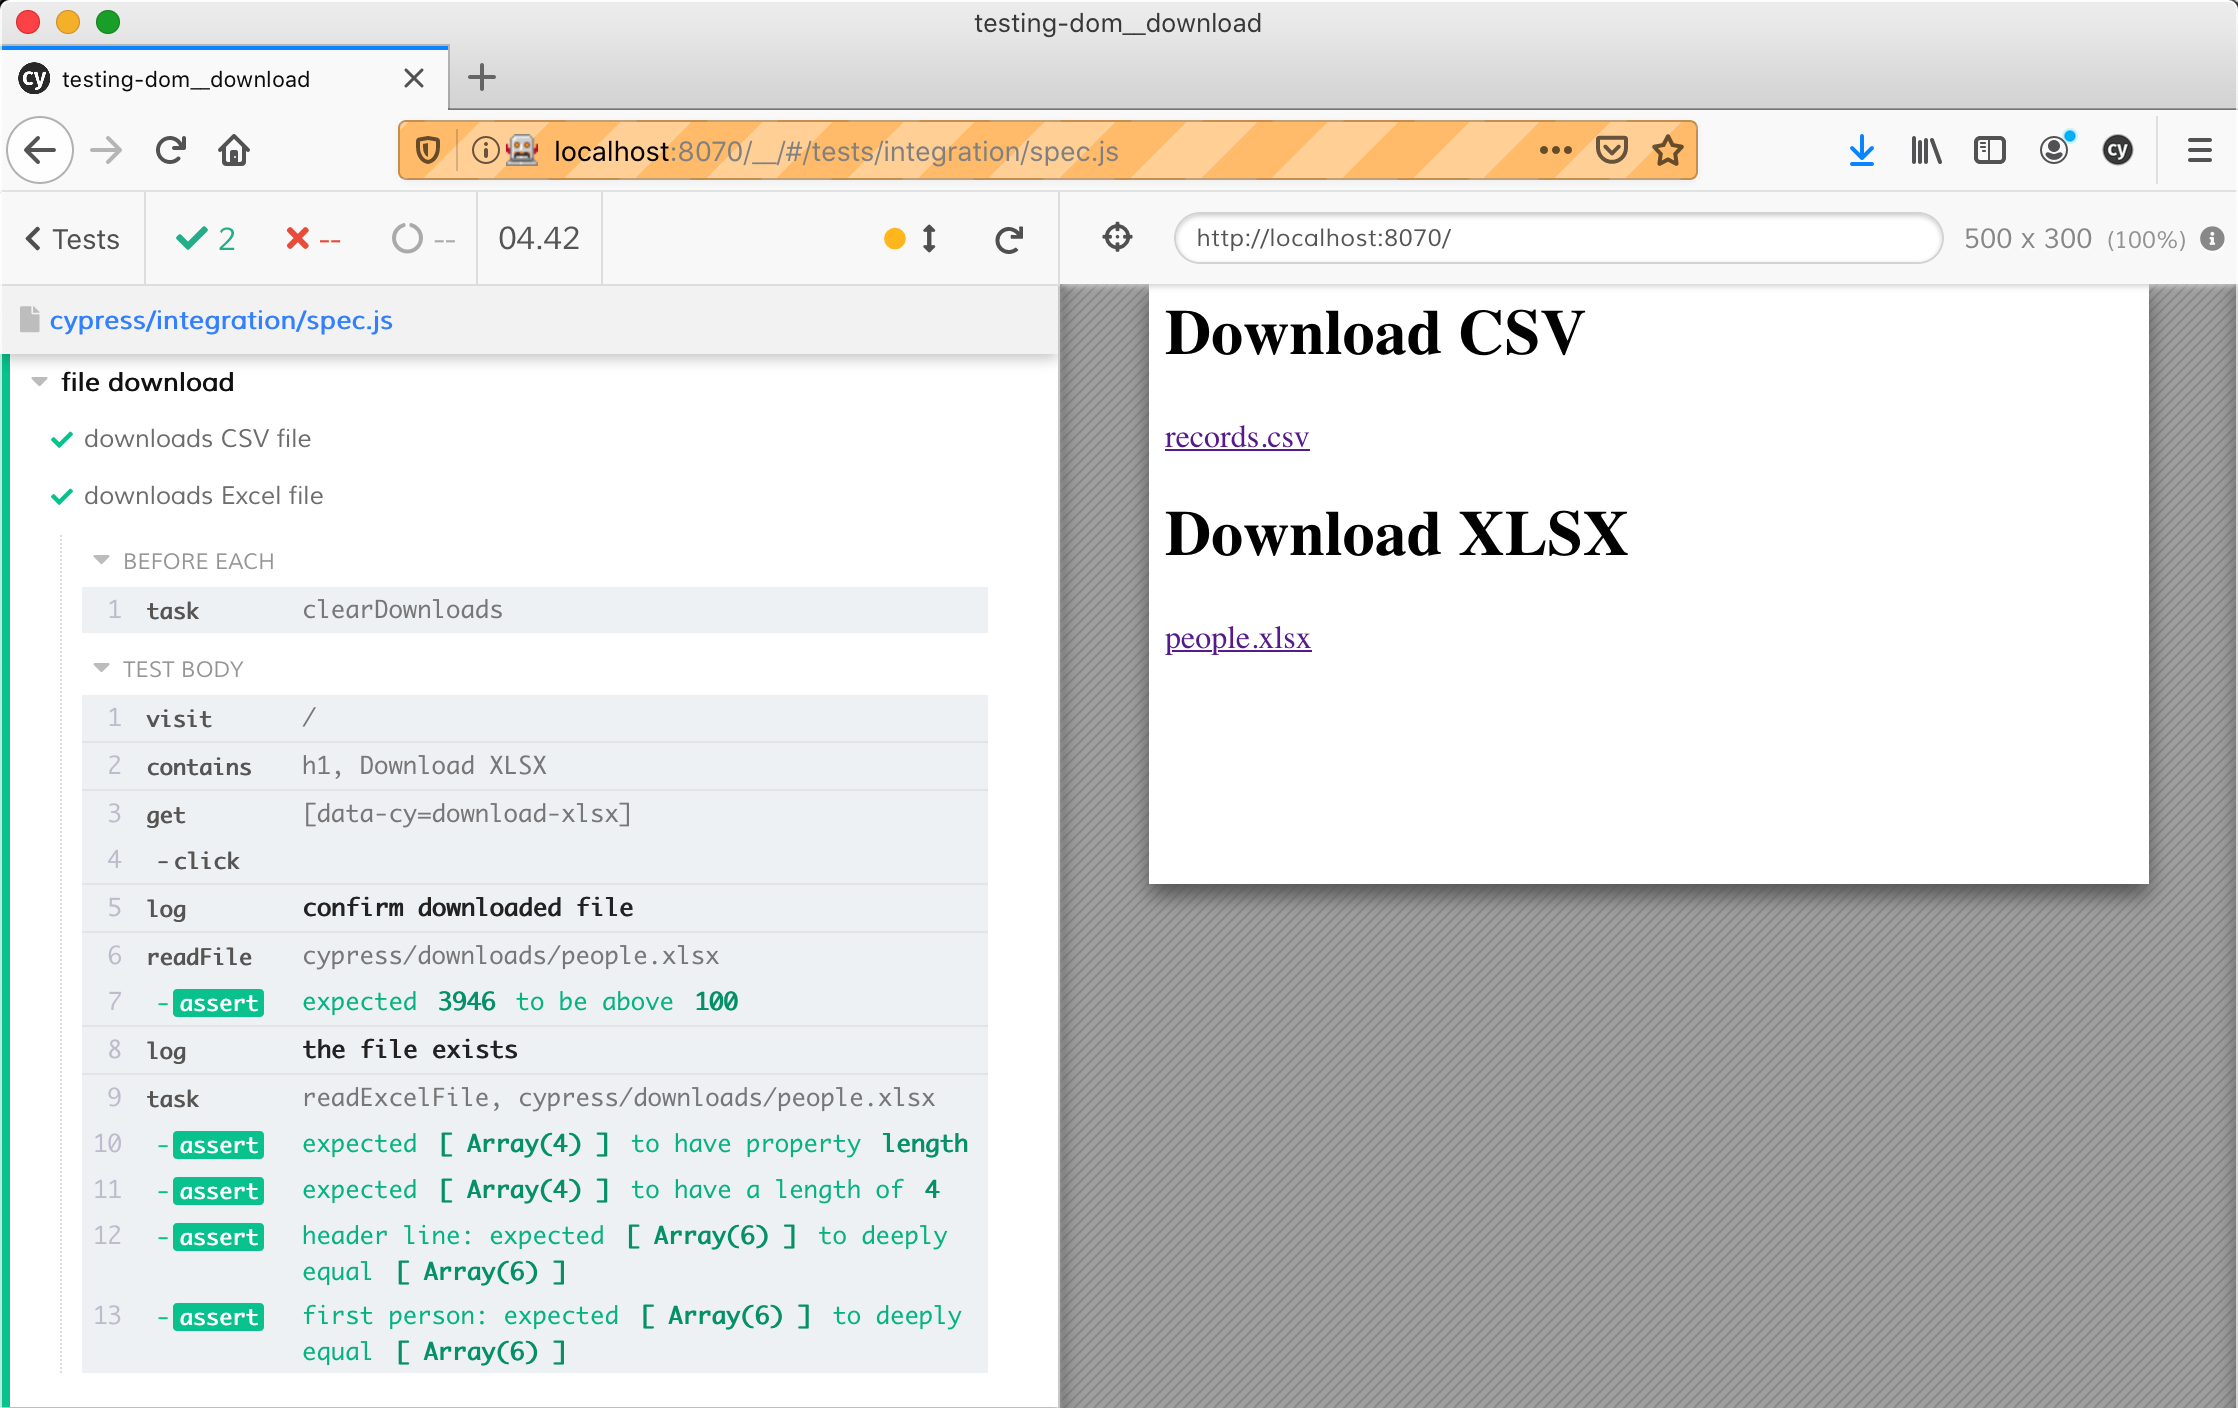 testing-dom__download
cy testing-dom__download
localhost:8070/__/#/tests/integration/spec.js
cy
Tests
2
--
--
04.42
http://localhost:8070/
500 x 300 (100%)
cypress/integration/spec.js
file download
downloads CSV file
downloads Excel file
BEFORE EACH
1 task clearDownloads
TEST BODY
1 visit /
2 contains h1, Download XLSX
3 get [data-cy=download-xlsx]
4 -click
5 log confirm downloaded file
6 readFile cypress/downloads/people.xlsx
7 -assert expected 3946 to be above 100
8 log the file exists
9 task readExcelFile, cypress/downloads/people.xlsx
10 -assert expected [ Array(4) ] to have property length
11 -assert expected [ Array(4) ] to have a length of 4
12 -assert header line: expected [ Array(6) ] to deeply
equal [ Array(6) ]
13 -assert first person: expected [ Array(6) ] to deeply
equal [ Array(6) ]
Download CSV
records.csv
Download XLSX
people.xlsx